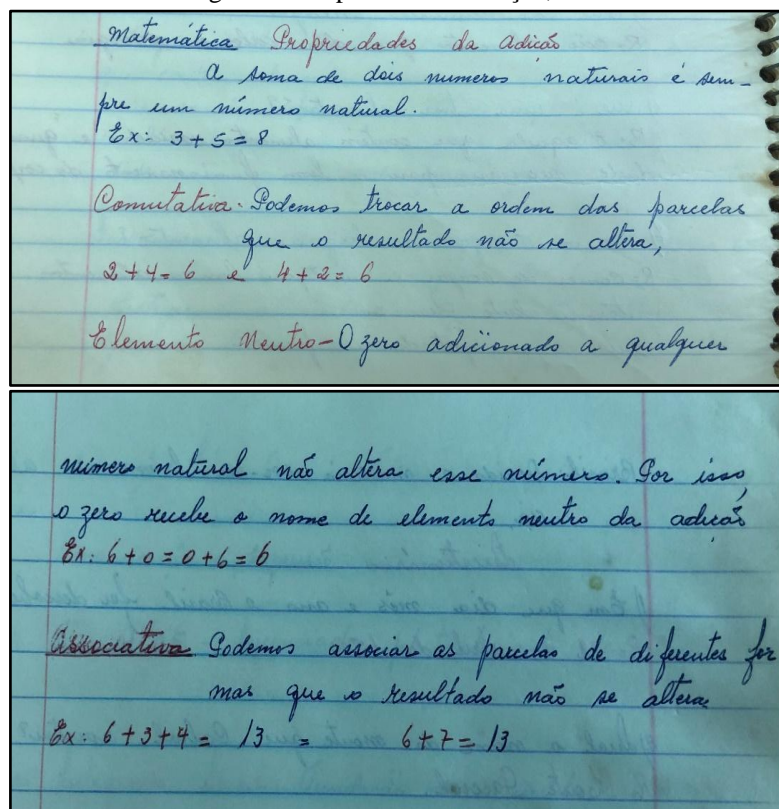 Matemática Propriedades da Adicão
A soma de dois numeros naturais é sem-
pre um número natural.
Ex: 3 + 5 = 8
Comutativa - Podemos trocar a ordem das parcelas
que o resultado não se altera,
2 + 4 = 6 e 4 + 2 = 6
Elemento Neutro - O zero adicionado a qualquer
número natural não altera esse número. Por isso,
o zero recebe o nome de elemento neutro da adicão
Ex: 6 + 0 = 0 + 6 = 6
Associativa Podemos associar as parcelas de diferentes for
mas que o resultado não se altera
Ex: 6 + 3 + 4 = 13 = 6 + 7 = 13